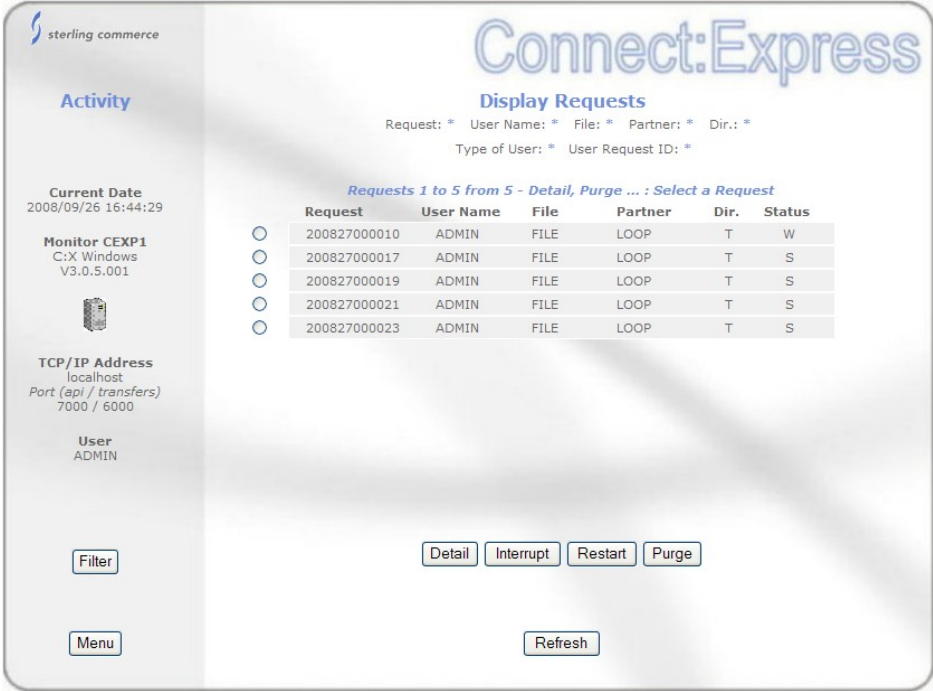 sterling commerce
Connect:Express
Activity
Display Requests
Request: * User Name: * File: * Partner: * Dir.: *
Type of User: * User Request ID: *
Current Date
2008/09/26 16:44:29
Monitor CEXP1
C:X Windows
V3.0.5.001
TCP/IP Address
localhost
Port (api / transfers)
7000 / 6000
User
ADMIN
Requests 1 to 5 from 5 - Detail, Purge ... : Select a Request
Request User Name File Partner Dir. Status
200827000010 ADMIN FILE LOOP T W
200827000017 ADMIN FILE LOOP T S
200827000019 ADMIN FILE LOOP T S
200827000021 ADMIN FILE LOOP T S
200827000023 ADMIN FILE LOOP T S
Filter
Detail Interrupt Restart Purge
Menu
Refresh